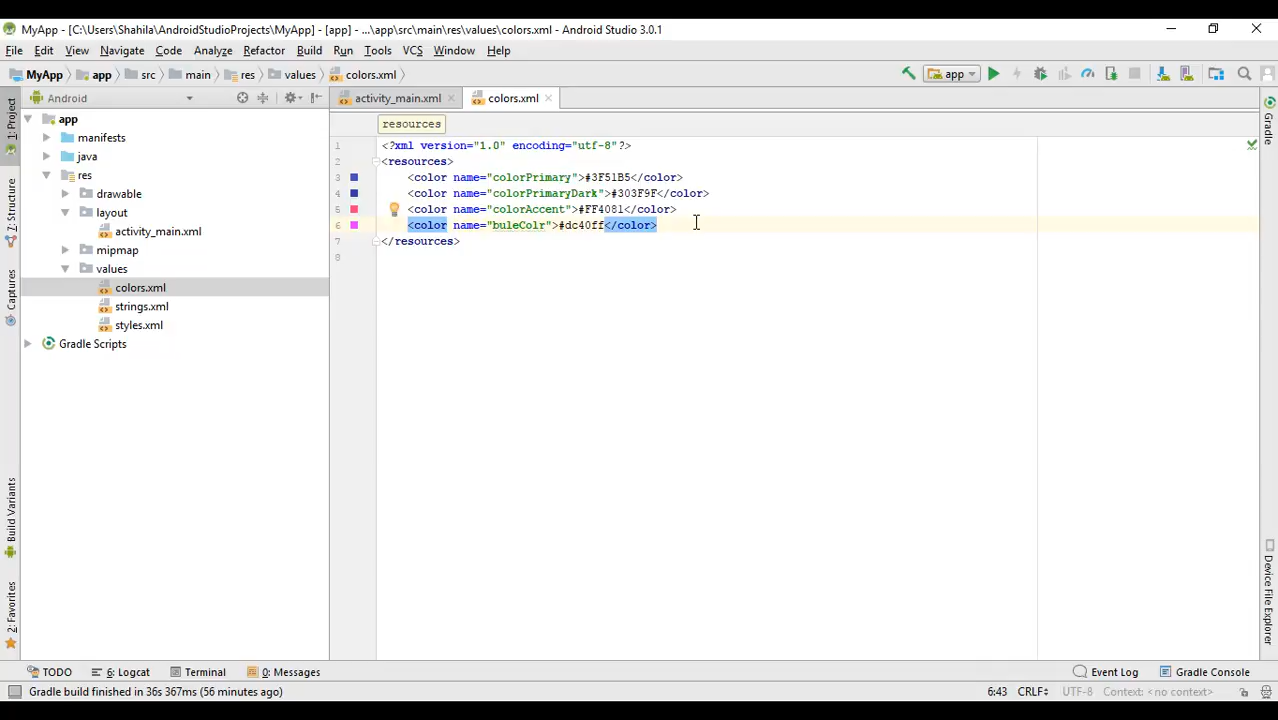 MyApp - [C:\Users\Shahila\AndroidStudioProjects\MyApp] - [app] - ...\app\src\main\res\values\colors.xml - Android Studio 3.0.1
File Edit View Navigate Code Analyze Refactor Build Run Tools VCS Window Help
MyApp app src main res values colors.xml app
1: Project
Android
activity_main.xml
colors.xml
Gradle
app
manifests
java
res
drawable
layout
activity_main.xml
mipmap
values
colors.xml
strings.xml
styles.xml
Gradle Scripts
resources
1 <?xml version="1.0" encoding="utf-8"?>
2 <resources>
3 <color name="colorPrimary">#3F51B5</color>
4 <color name="colorPrimaryDark">#303F9F</color>
5 <color name="colorAccent">#FF4081</color>
6 <color name="buleColr">#dc40ff</color>
7 </resources>
8
Z: Structure
Captures
Build Variants
2: Favorites
Device File Explorer
TODO 6: Logcat Terminal 0: Messages Event Log Gradle Console
Gradle build finished in 36s 367ms (56 minutes ago) 6:43 CRLF UTF-8 Context: <no context>